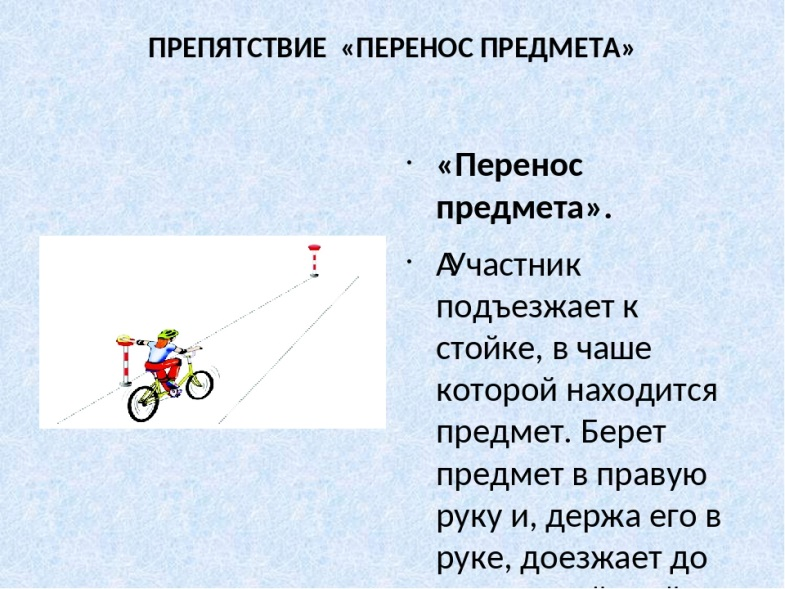 ПРЕПЯТСТВИЕ «ПЕРЕНОС ПРЕДМЕТА»
«Перенос
предмета».
Участник
подъезжает к
стойке, в чаше
которой находится
предмет. Берет
предмет в правую
руку и, держа его в
руке, доезжает до